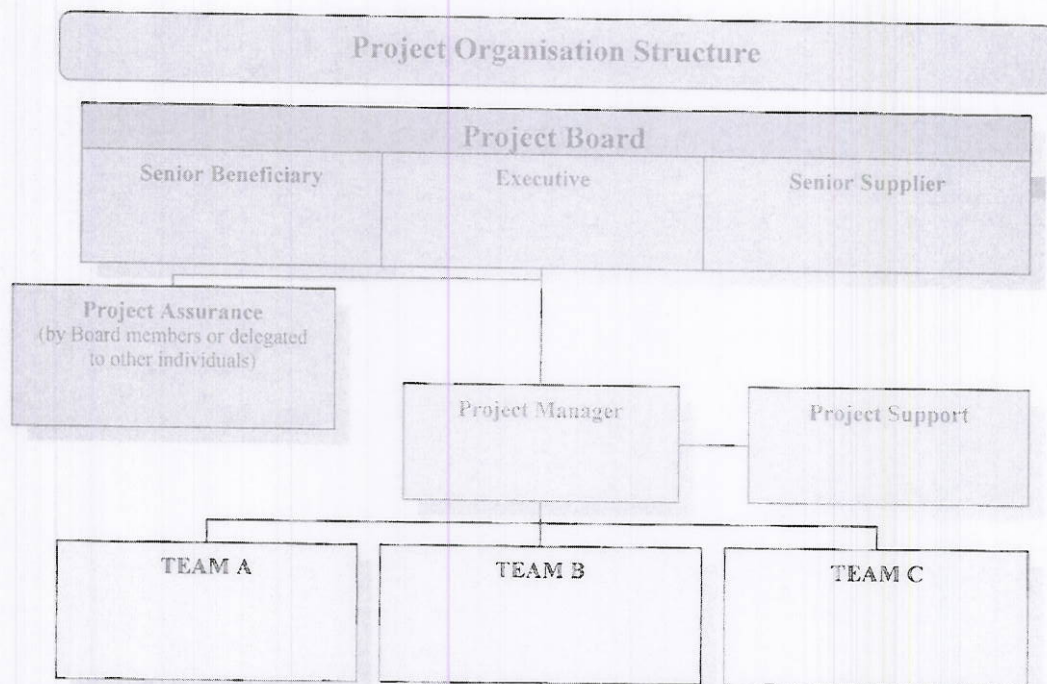 Project Organisation Structure
Project Board
Senior Beneficiary
Executive
Senior Supplier
Project Assurance
(by Board members or delegated
to other individuals)
Project Manager
Project Support
TEAM A
TEAM B
TEAM C